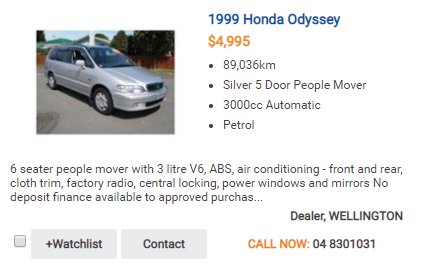 1999 Honda Odyssey
$4,995
89,036km
Silver 5 Door People Mover
3000cc Automatic
Petrol
6 seater people mover with 3 litre V6, ABS, air conditioning - front and rear,
cloth trim, factory radio, central locking, power windows and mirrors No
deposit finance available to approved purchas...
Dealer, WELLINGTON
+Watchlist Contact CALL NOW: 04 8301031